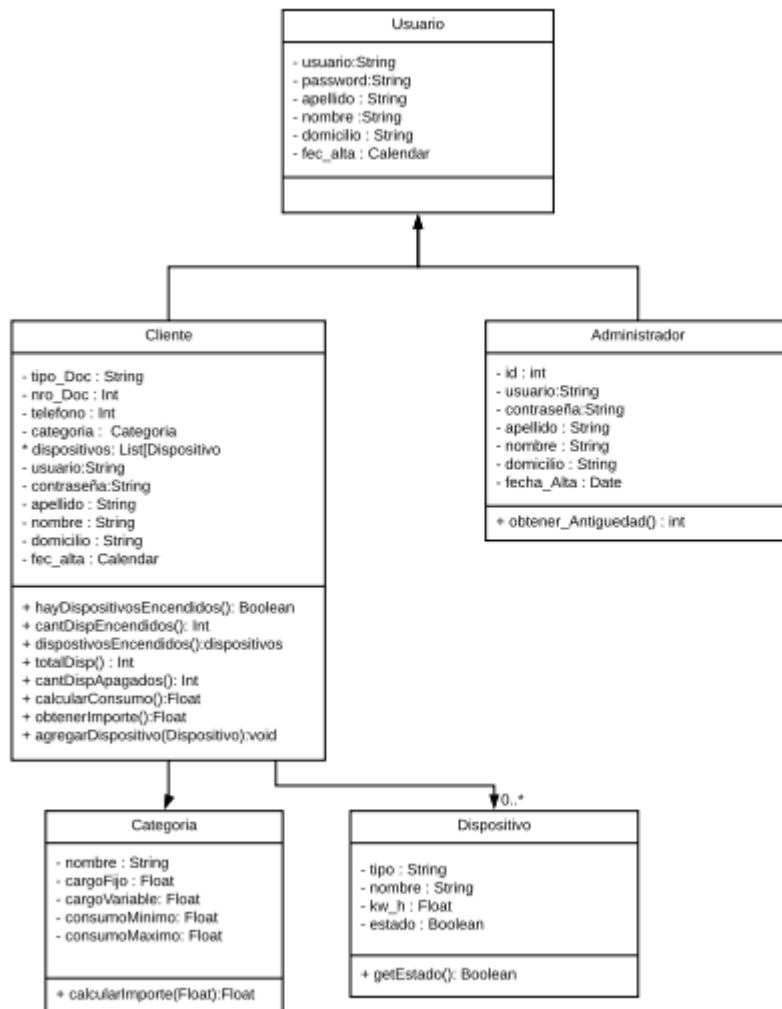 Usuario
- usuario:String
- password:String
- apellido : String
- nombre :String
- domicilio : String
- fec_alta : Calendar
Cliente
- tipo_Doc : String
- nro_Doc : Int
- telefono : Int
- categoria : Categoria
* dispositivos: List[Dispositivo
- usuario:String
- contraseña:String
- apellido : String
- nombre : String
- domicilio : String
- fec_alta : Calendar
+ hayDispositivosEncendidos(): Boolean
+ cantDispEncendidos(): Int
+ dispostivosEncendidos():dispositivos
+ totalDisp() : Int
+ cantDispApagados(): Int
+ calcularConsumo():Float
+ obtenerImporte():Float
+ agregarDispositivo(Dispositivo):void
Administrador
- id : int
- usuario:String
- contraseña:String
- apellido : String
- nombre : String
- domicilio : String
- fecha_Alta : Date
+ obtener_Antiguedad() : int
0..*
Categoria
- nombre : String
- cargoFijo : Float
- cargoVariable: Float
- consumoMinimo: Float
- consumoMaximo: Float
+ calcularImporte(Float):Float
Dispositivo
- tipo : String
- nombre : String
- kw_h : Float
- estado : Boolean
+ getEstado(): Boolean